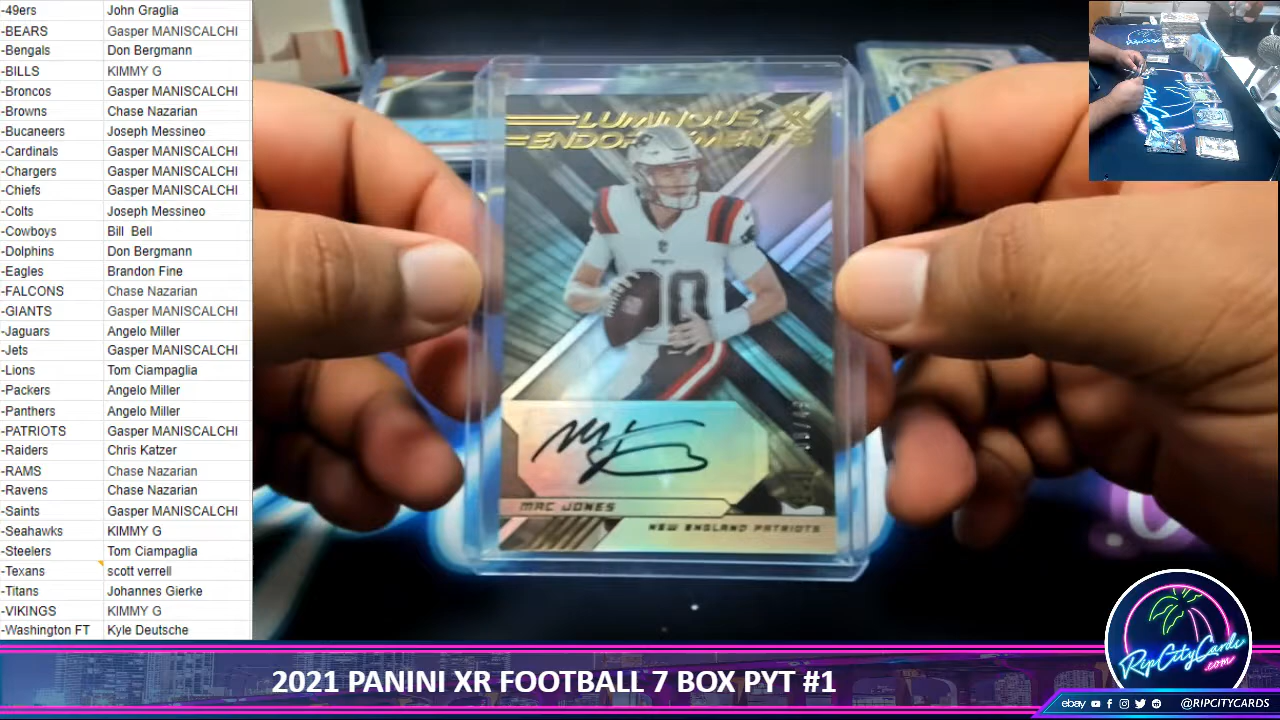 -49ers John Graglia
-BEARS Gasper MANISCALCHI
-Bengals Don Bergmann
-BILLS KIMMY G
-Broncos Gasper MANISCALCHI
-Browns Chase Nazarian
-Bucaneers Joseph Messineo
-Cardinals Gasper MANISCALCHI
-Chargers Gasper MANISCALCHI
-Chiefs Gasper MANISCALCHI
-Colts Joseph Messineo
-Cowboys Bill Bell
-Dolphins Don Bergmann
-Eagles Brandon Fine
-FALCONS Chase Nazarian
-GIANTS Gasper MANISCALCHI
-Jaguars Angelo Miller
-Jets Gasper MANISCALCHI
-Lions Tom Ciampaglia
-Packers Angelo Miller
-Panthers Angelo Miller
-PATRIOTS Gasper MANISCALCHI
-Raiders Chris Katzer
-RAMS Chase Nazarian
-Ravens Chase Nazarian
-Saints Gasper MANISCALCHI
-Seahawks KIMMY G
-Steelers Tom Ciampaglia
-Texans scott verrell
-Titans Johannes Gierke
-VIKINGS KIMMY G
-Washington FT Kyle Deutsche
LUMINOUS
ENDORSEMENTS
MAC JONES
NEW ENGLAND PATRIOTS
RipCityCards
.com
2021 PANINI XR FOOTBALL 7 BOX PYT #1
ebay @RIPCITYCARDS